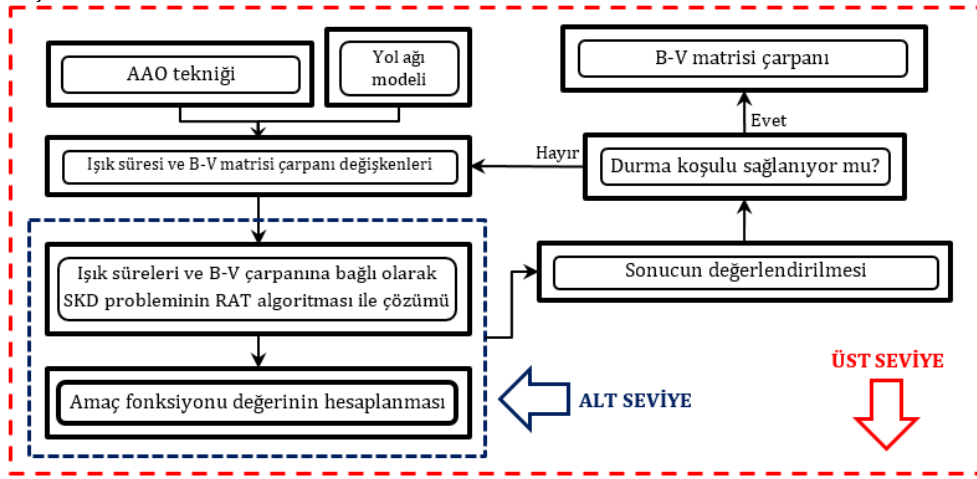 AAO tekniği
Yol ağı
modeli
Işık süresi ve B-V matrisi çarpanı değişkenleri
Işık süreleri ve B-V çarpanına bağlı olarak
SKD probleminin RAT algoritması ile çözümü
Amaç fonksiyonu değerinin hesaplanması
ALT SEVİYE
B-V matrisi çarpanı
Evet
Hayır
Durma koşulu sağlanıyor mu?
Sonucun değerlendirilmesi
ÜST SEVİYE